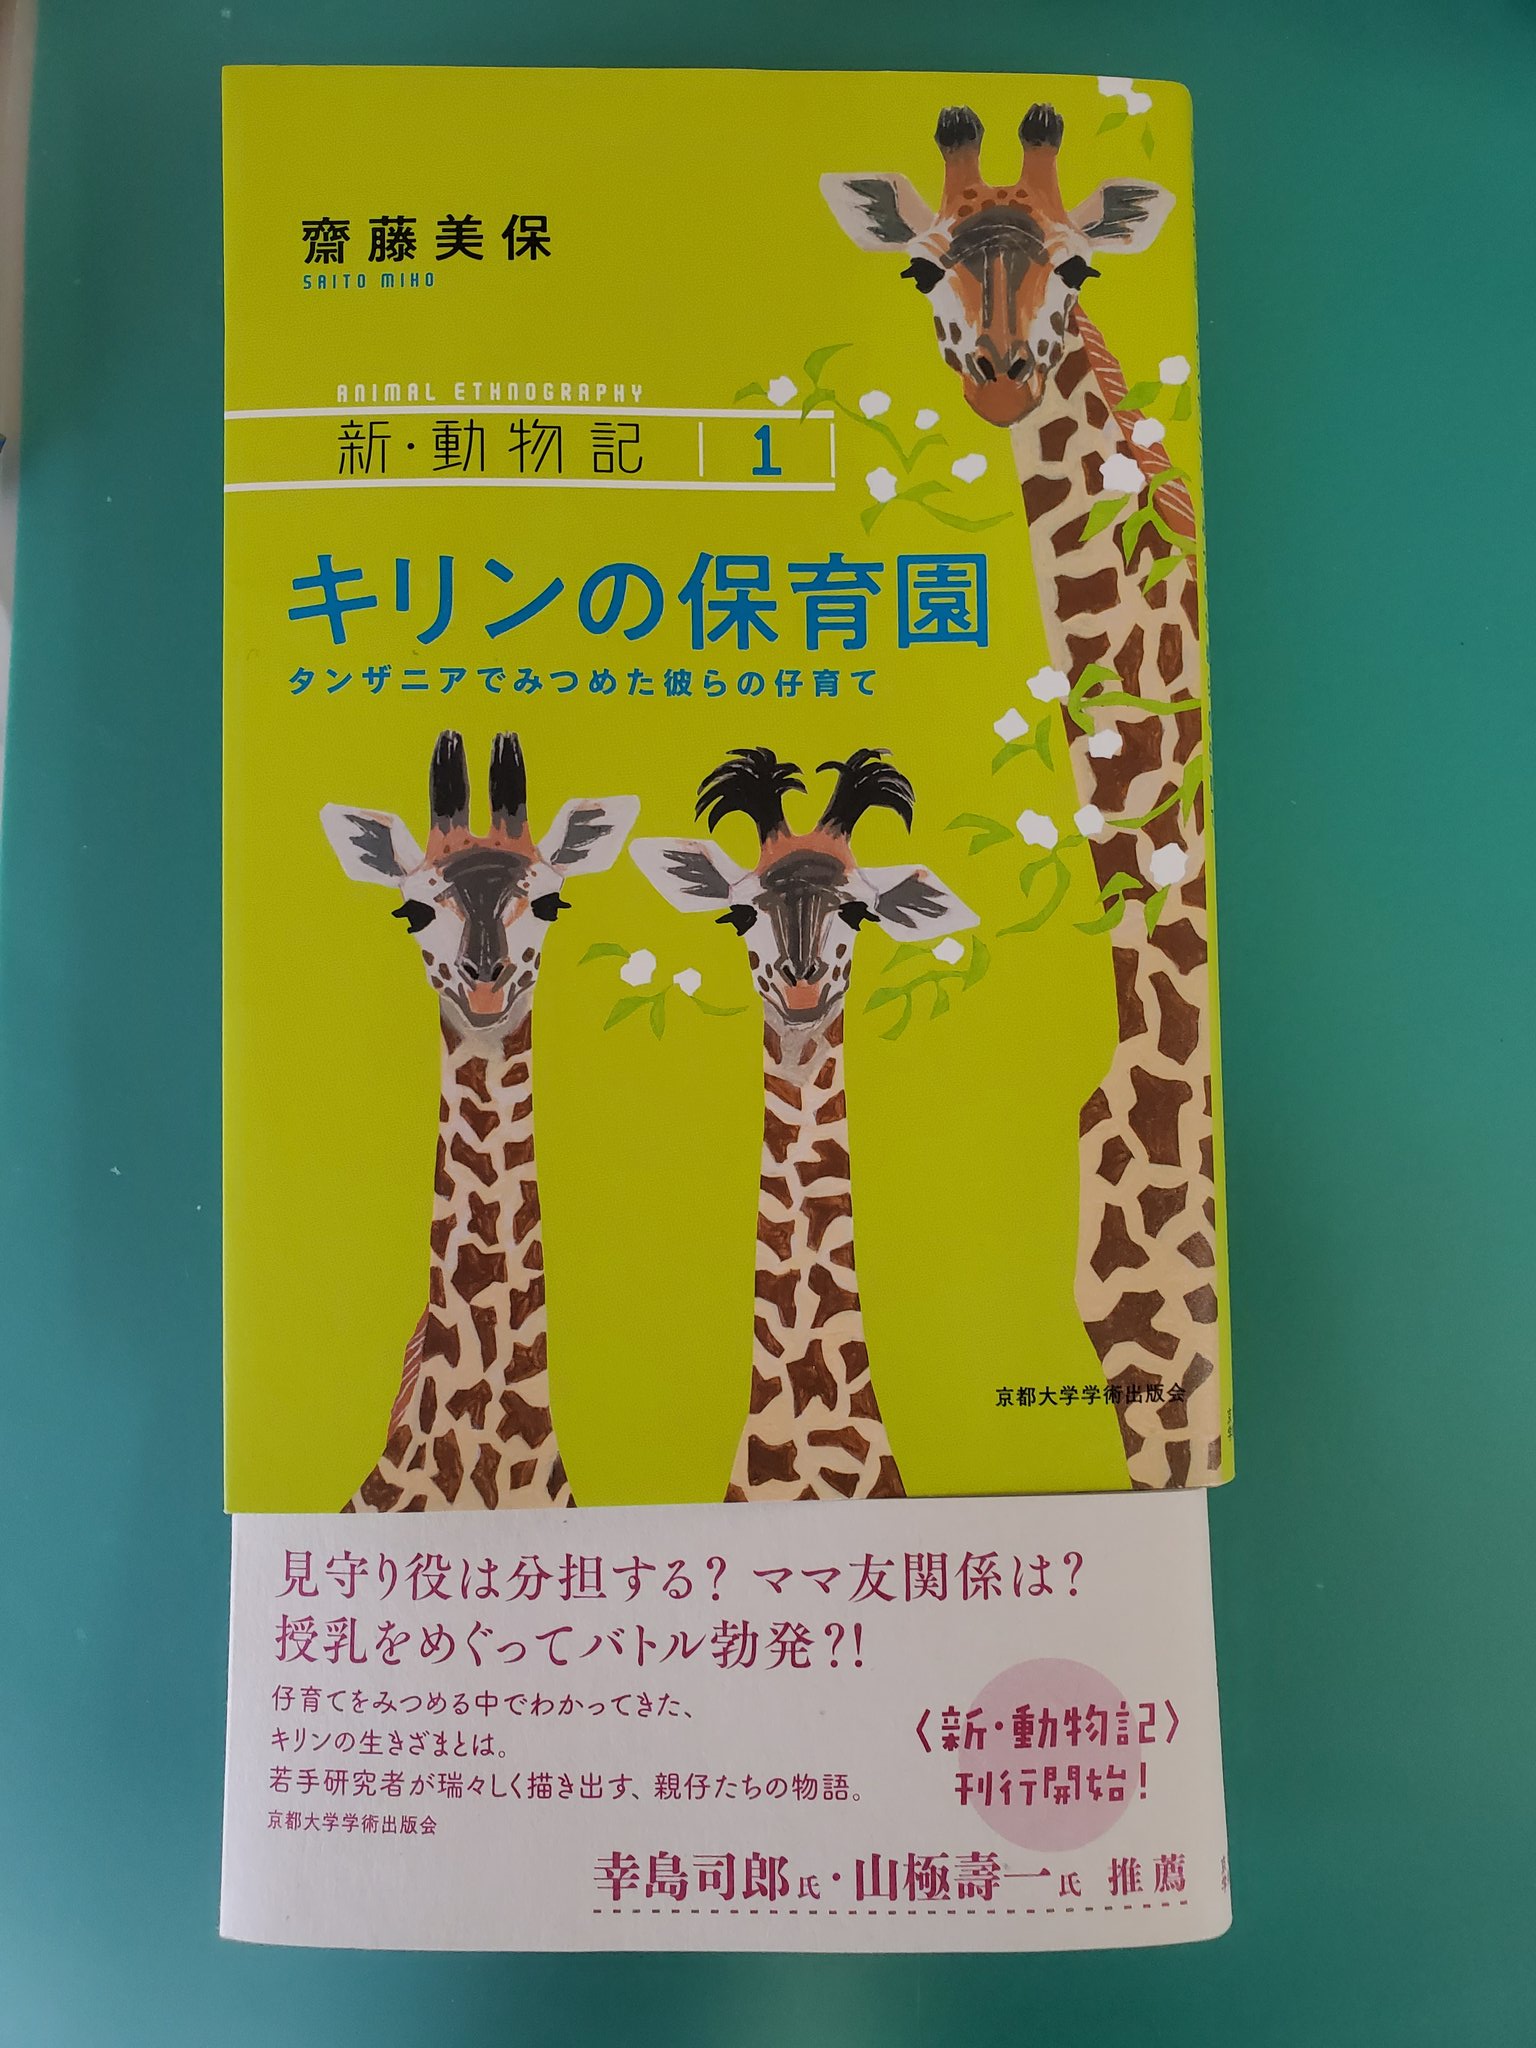 齋藤美保
SAITO MIHO
ANIMAL ETHNOGRAPHY
新・動物記 1
キリンの保育園
タンザニアでみつめた彼らの仔育て
京都大学学術出版会
見守り役は分担する? ママ友関係は?
授乳をめぐってバトル勃発?!
仔育てをみつめる中でわかってきた、
キリンの生きざまとは。
若手研究者が瑞々しく描き出す、親仔たちの物語。
京都大学学術出版会
〈新・動物記〉
刊行開始!
幸島司郎氏・山極壽一氏 推薦